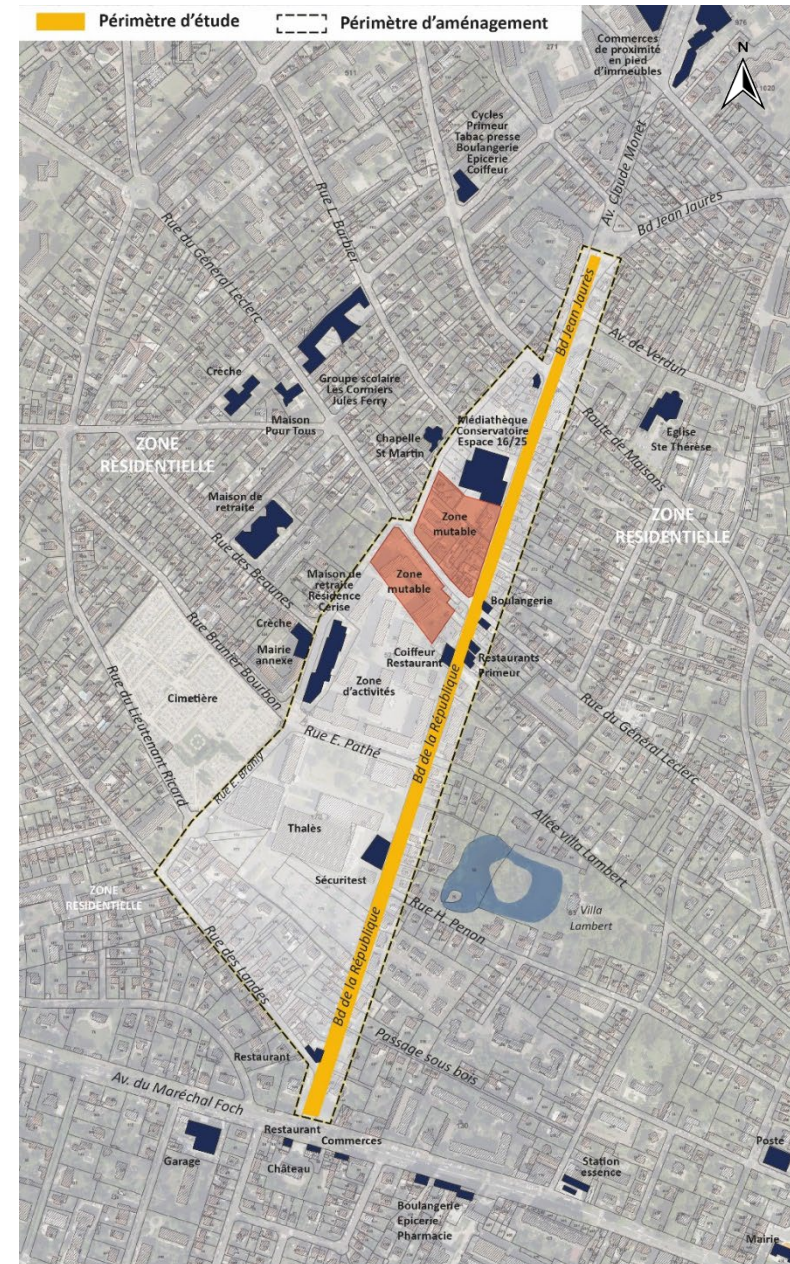 Périmètre d'étude
Périmètre d'aménagement
Commerces
de proximité
en pied
d'immeubles
N
Cycles
Primeur
Tabac presse
Boulangerie
Epicerie
Coiffeur
Av. Claude Monet
Bd Jean Jaurès
Rue L. Barbier
Rue du Général Leclerc
Bd Jean Jaurès
Av. de Verdun
Crèche
Groupe scolaire
Les Cormiers
Jules Ferry
Maison
Pour Tous
Médiathèque
Conservatoire
Espace 16/25
Route de Maisons
Eglise
Ste Thérèse
Chapelle
St Martin
ZONE
RÈSIDENTIELLE
ZONE
RESIDENTIELLE
Maison de
retraite
Zone
mutable
Rue des Beaunes
Maison de
retraite
Résidence
Cerise
Zone
mutable
Boulangerie
Crèche
Mairie
annexe
Coiffeur
Restaurant
Restaurants
Primeur
Rue Brunier Bourbon
Zone
d'activités
Cimetière
Bd de la République
Rue du Général Leclerc
Rue E. Pathé
Rue du Lieutenant Ricard
Rue E. Branly
Allée villa Lambert
Thalès
Sécuritest
ZONE
RESIDENTIELLE
Rue H. Penon
Villa
Lambert
Rue des Landes
Bd de la République
Passage sous bois
Restaurant
Av. du Maréchal Foch
Restaurant
Commerces
Garage
Château
Station
essence
Poste
Boulangerie
Epicerie
Pharmacie
Mairie